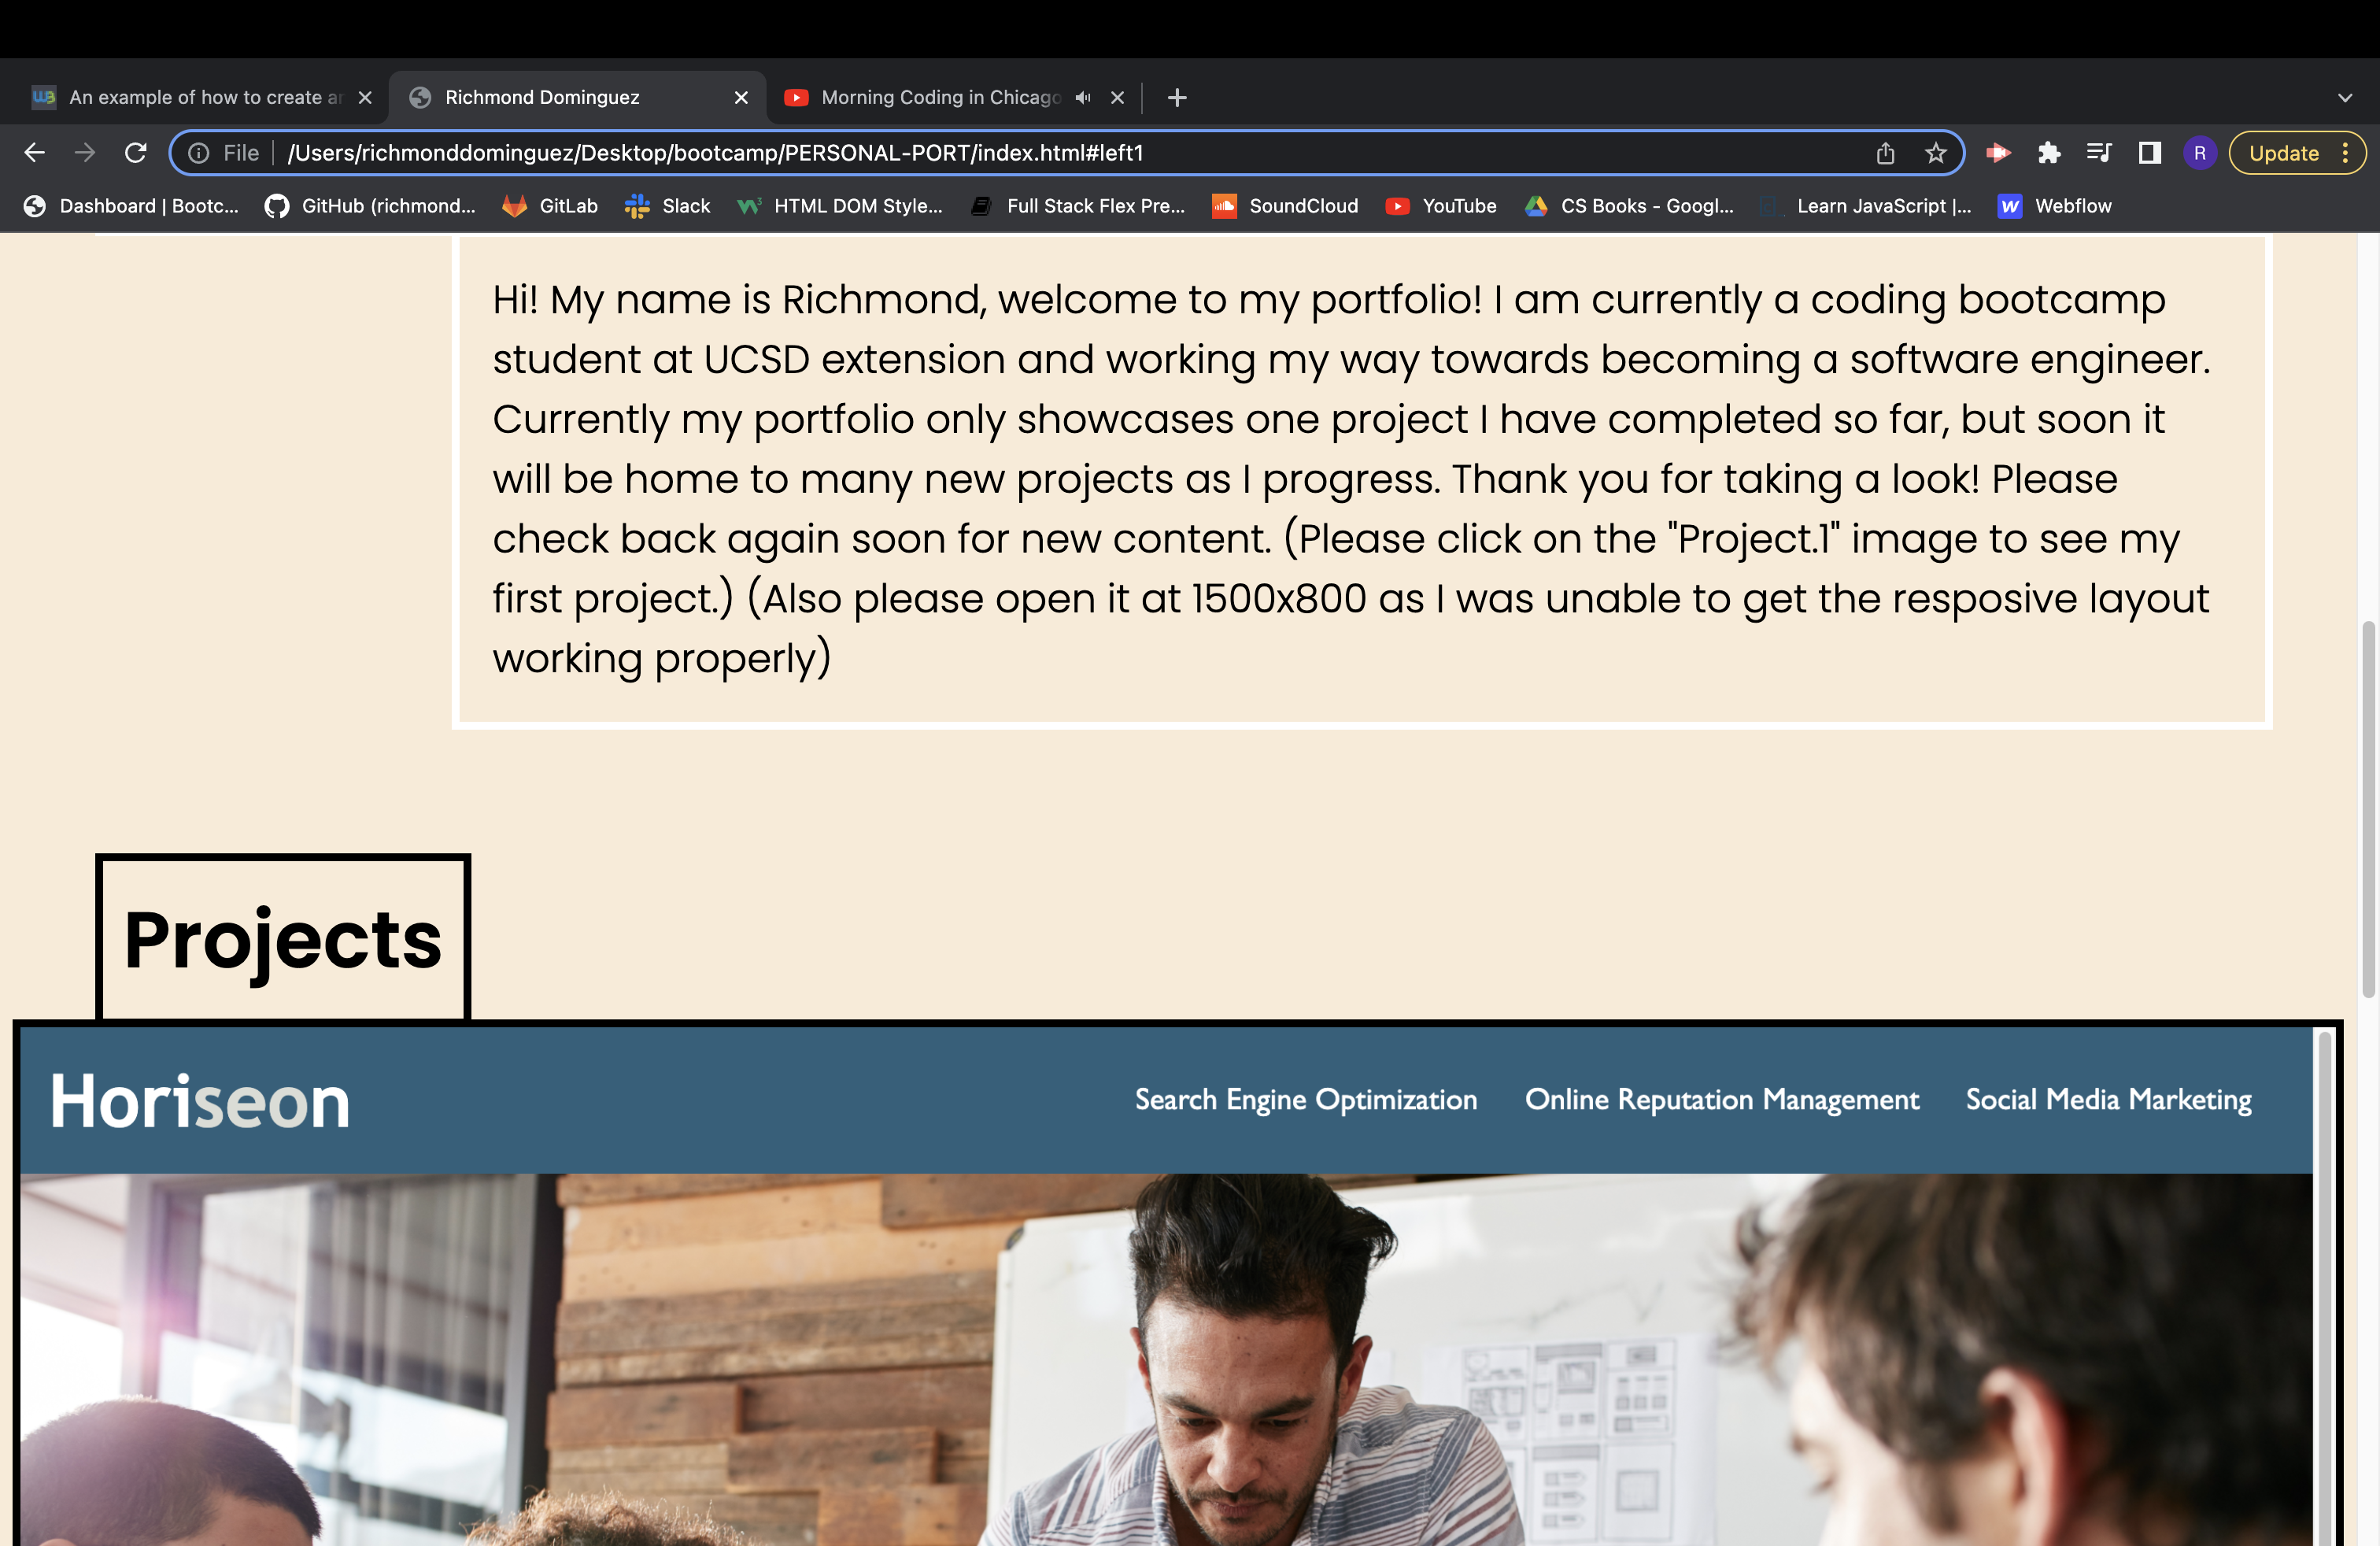 An example of how to create ar
Richmond Dominguez
Morning Coding in Chicago
File
/Users/richmonddominguez/Desktop/bootcamp/PERSONAL-PORT/index.html#left1
R
Update
Dashboard | Bootc...
GitHub (richmond...
GitLab
Slack
HTML DOM Style...
Full Stack Flex Pre...
SoundCloud
YouTube
CS Books - Googl...
Learn JavaScript |...
Webflow
Hi! My name is Richmond, welcome to my portfolio! I am currently a coding bootcamp
student at UCSD extension and working my way towards becoming a software engineer.
Currently my portfolio only showcases one project I have completed so far, but soon it
will be home to many new projects as I progress. Thank you for taking a look! Please
check back again soon for new content. (Please click on the "Project.1" image to see my
first project.) (Also please open it at 1500x800 as I was unable to get the resposive layout
working properly)
Projects
Horiseon
Search Engine Optimization
Online Reputation Management
Social Media Marketing